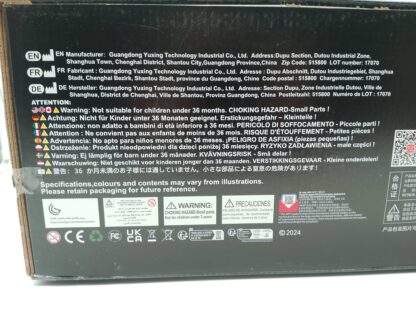 EN EN Manufacturer : Guangdong Yuxing Technology Industrial Co., Ltd. Address:Dupu Section, Dutou Industrial Zone,
Shanghua Town, Chenghai District, Shantou City,Guangdong Province,China Zip Code : 515800 LOT No.: 17070
FR FR Fabricant : Guangdong Yuxing Technology Industrial Co., Ltd. Adresse : Dupu Abschnitt, Dutou Industriegebiet, Shanghua
Stadt, Chenghai Bezirk, Shantou Stadt, Guangdong Provinz, China Code postal : 515800 Chargennummer : 17070
DE DE Hersteller : Guangdong Yuxing Technology Industrial Co., Ltd. Adresse : Section Dupu, Zone Industrielle Dutou, Ville de
Shanghua, District de Chenghai, Ville de Shantou, Province du Guangdong, Chine Postleitzahl : 515800 Numéro de LOT : 17070
ATTENTION:
Warning: Not suitable for children under 36 months. CHOKING HAZARD-Small Parts !
Achtung: Nicht für Kinder unter 36 Monaten geeignet. Erstickungsgefahr – Kleinteile !
Attenzione: non adatto a bambini di età inferiore a 36 mesi. PERICOLO DI SOFFOCAMENTO - Piccole parti !
Attention : Ne convient pas aux enfants de moins de 36 mois. RISQUE D'ÉTOUFFEMENT - Petites pièces !
Advertencia: No apto para niños menores de 36 meses. ¡PELIGRO DE ASFIXIA (piezas pequeñas) !
Ostrzeżenie: Produkt nieodpowiedni dla dzieci poniżej 36 miesięcy. RYZYKO ZADŁAWIENIA - małe części !
Varning: Ej lämplig för barn under 36 månader. KVÄVNINGSRISK - Små delar !
Waarschuwing: Niet geschikt voor kinderen jonger dan 36 maanden. VERSTIKKINGSGEVAAR - Kleine onderdelen!
警告: 36 か月未満のお子様には適していません。小さな部品による窒息の危険があります!
Specifications,colours and contents may vary from illustrations.
Please retain packaging for future reference.
WARNING:
CHOKING HAZARD-Small parts
Not for children under 3 years
CE UK CA
©2024
合格证